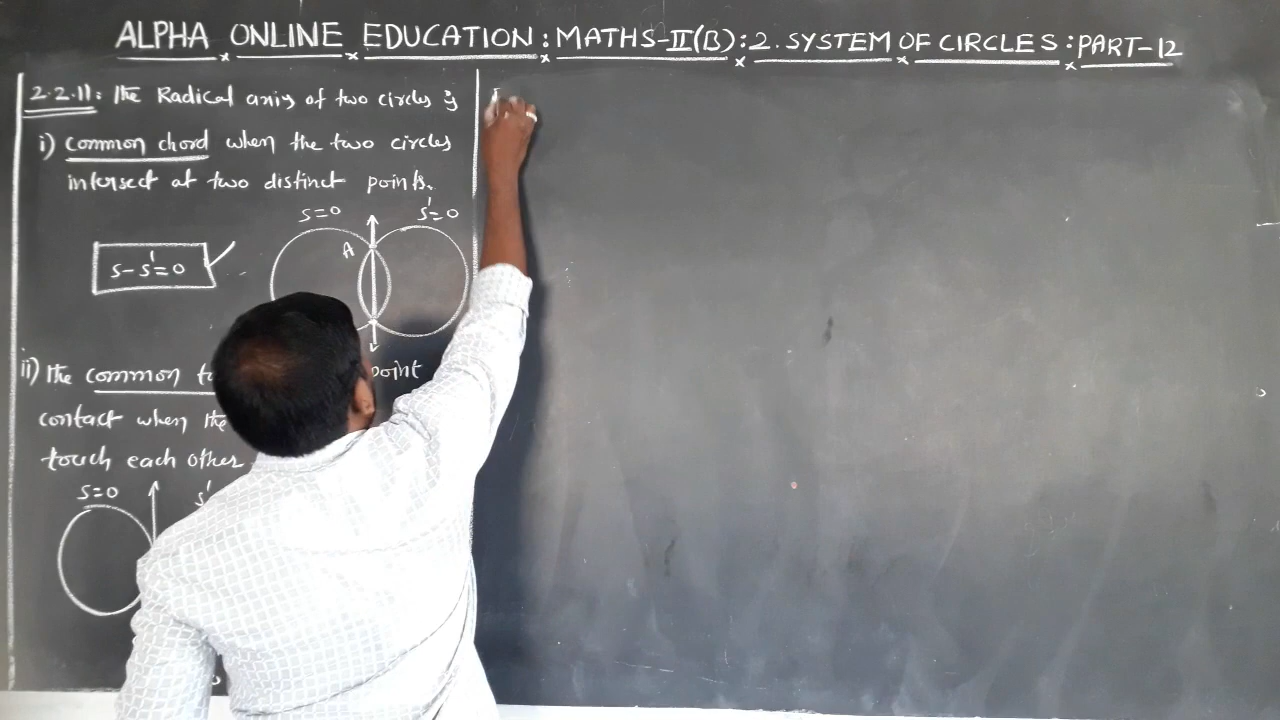 ALPHA ONLINE EDUCATION : MATHS-II(B) : 2. SYSTEM OF CIRCLES : PART-12
2.2.11: The Radical axis of two circles is
i) Common chord when the two circles
intersect at two distinct points.
S=0 S'=0
A
S-S'=0
ii) The common point
contact when the
touch each other
S=0 S'